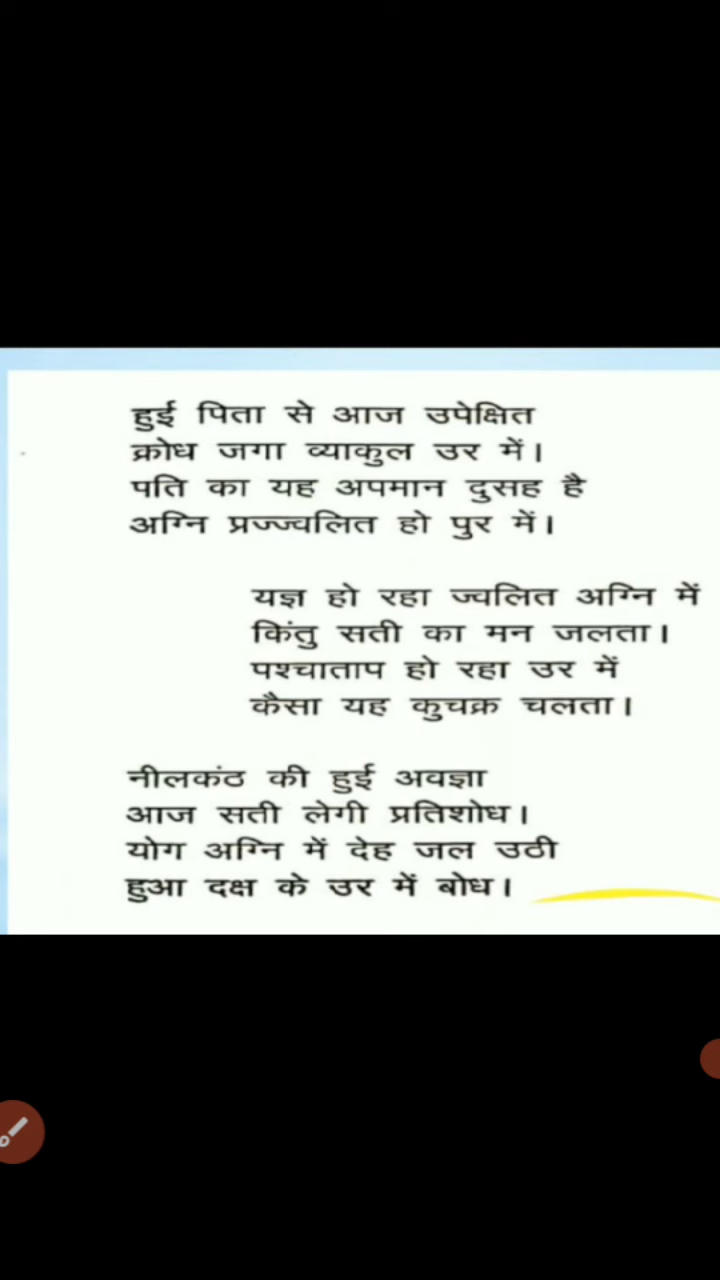 हुई पिता से आज उपेक्षित
क्रोध जगा व्याकुल उर में।
पति का यह अपमान दुसह है
अग्नि प्रज्ज्वलित हो पुर में।
यज्ञ हो रहा ज्वलित अग्नि में
किंतु सती का मन जलता।
पश्चाताप हो रहा उर में
कैसा यह कुचक्र चलता।
नीलकंठ की हुई अवज्ञा
आज सती लेगी प्रतिशोध।
योग अग्नि में देह जल उठी
हुआ दक्ष के उर में बोध।